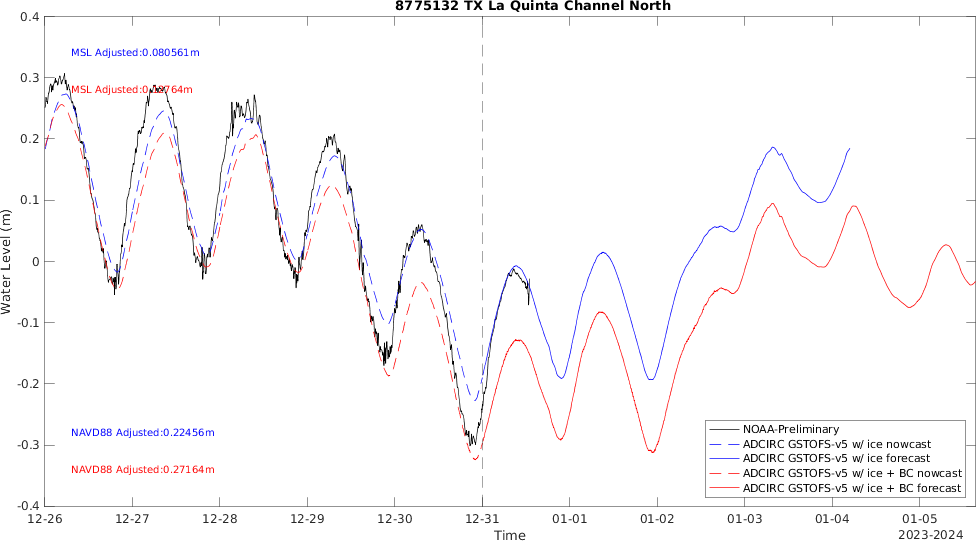 8775132 TX La Quinta Channel North
0.4
MSL Adjusted:0.080561m
0.3
MSL Adjusted:
0.2
0.1
0
-0.1
-0.2
-0.3
-0.4
Water Level (m)
NAVD88 Adjusted:0.22456m
NAVD88 Adjusted:0.27164m
NOAA-Preliminary
ADCIRC GSTOFS-v5 w/ ice nowcast
ADCIRC GSTOFS-v5 w/ ice forecast
ADCIRC GSTOFS-v5 w/ ice + BC nowcast
ADCIRC GSTOFS-v5 w/ ice + BC forecast
12-26 12-27 12-28 12-29 12-30 12-31 01-01 01-02 01-03 01-04 01-05
Time
2023-2024